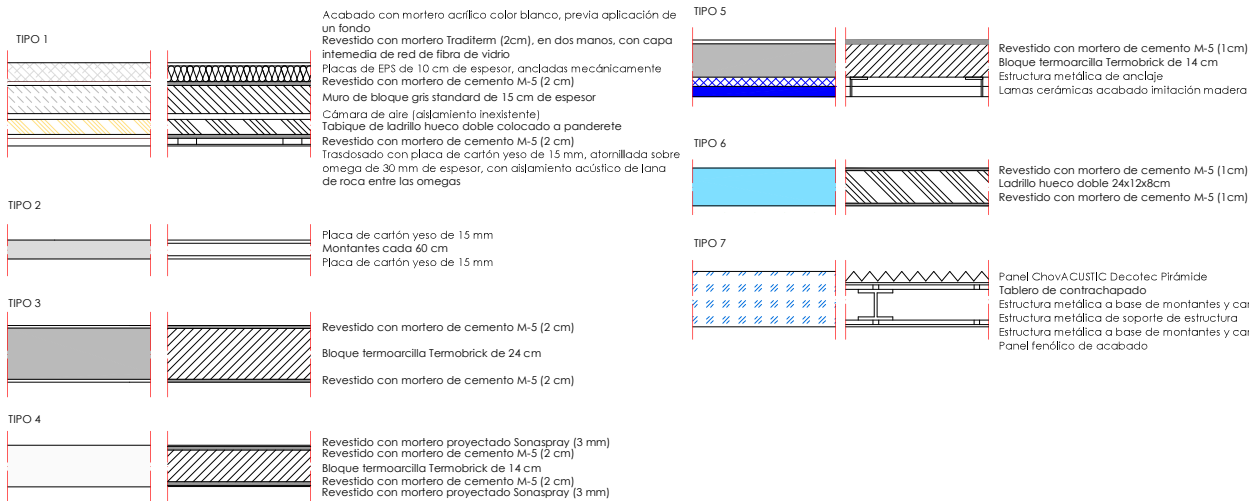 TIPO 1
Acabado con mortero acrílico color blanco, previa aplicación de
un fondo
Revestido con mortero Traditerm (2cm), en dos manos, con capa
intemedia de red de fibra de vidrio
Placas de EPS de 10 cm de espesor, ancladas mecánicamente
Revestido con mortero de cemento M-5 (2 cm)
Muro de bloque gris standard de 15 cm de espesor
Cámara de aire (aislamiento inexistente)
Tabique de ladrillo hueco doble colocado a panderete
Revestido con mortero de cemento M-5 (2 cm)
Trasdosado con placa de cartón yeso de 15 mm, atornillada sobre
omega de 30 mm de espesor, con aislamiento acústico de lana
de roca entre las omegas
TIPO 2
Placa de cartón yeso de 15 mm
Montantes cada 60 cm
Placa de cartón yeso de 15 mm
TIPO 3
Revestido con mortero de cemento M-5 (2 cm)
Bloque termoarcilla Termobrick de 24 cm
Revestido con mortero de cemento M-5 (2 cm)
TIPO 4
Revestido con mortero proyectado Sonaspray (3 mm)
Revestido con mortero de cemento M-5 (2 cm)
Bloque termoarcilla Termobrick de 14 cm
Revestido con mortero de cemento M-5 (2 cm)
Revestido con mortero proyectado Sonaspray (3 mm)
TIPO 5
Revestido con mortero de cemento M-5 (1cm)
Bloque termoarcilla Termobrick de 14 cm
Estructura metálica de anclaje
Lamas cerámicas acabado imitación madera
TIPO 6
Revestido con mortero de cemento M-5 (1cm)
Ladrillo hueco doble 24x12x8cm
Revestido con mortero de cemento M-5 (1cm)
TIPO 7
Panel ChovACUSTIC Decotec Pirámide
Tablero de contrachapado
Estructura metálica a base de montantes y
Estructura metálica de soporte de estructura
Estructura metálica a base de montantes y
Panel fenólico de acabado